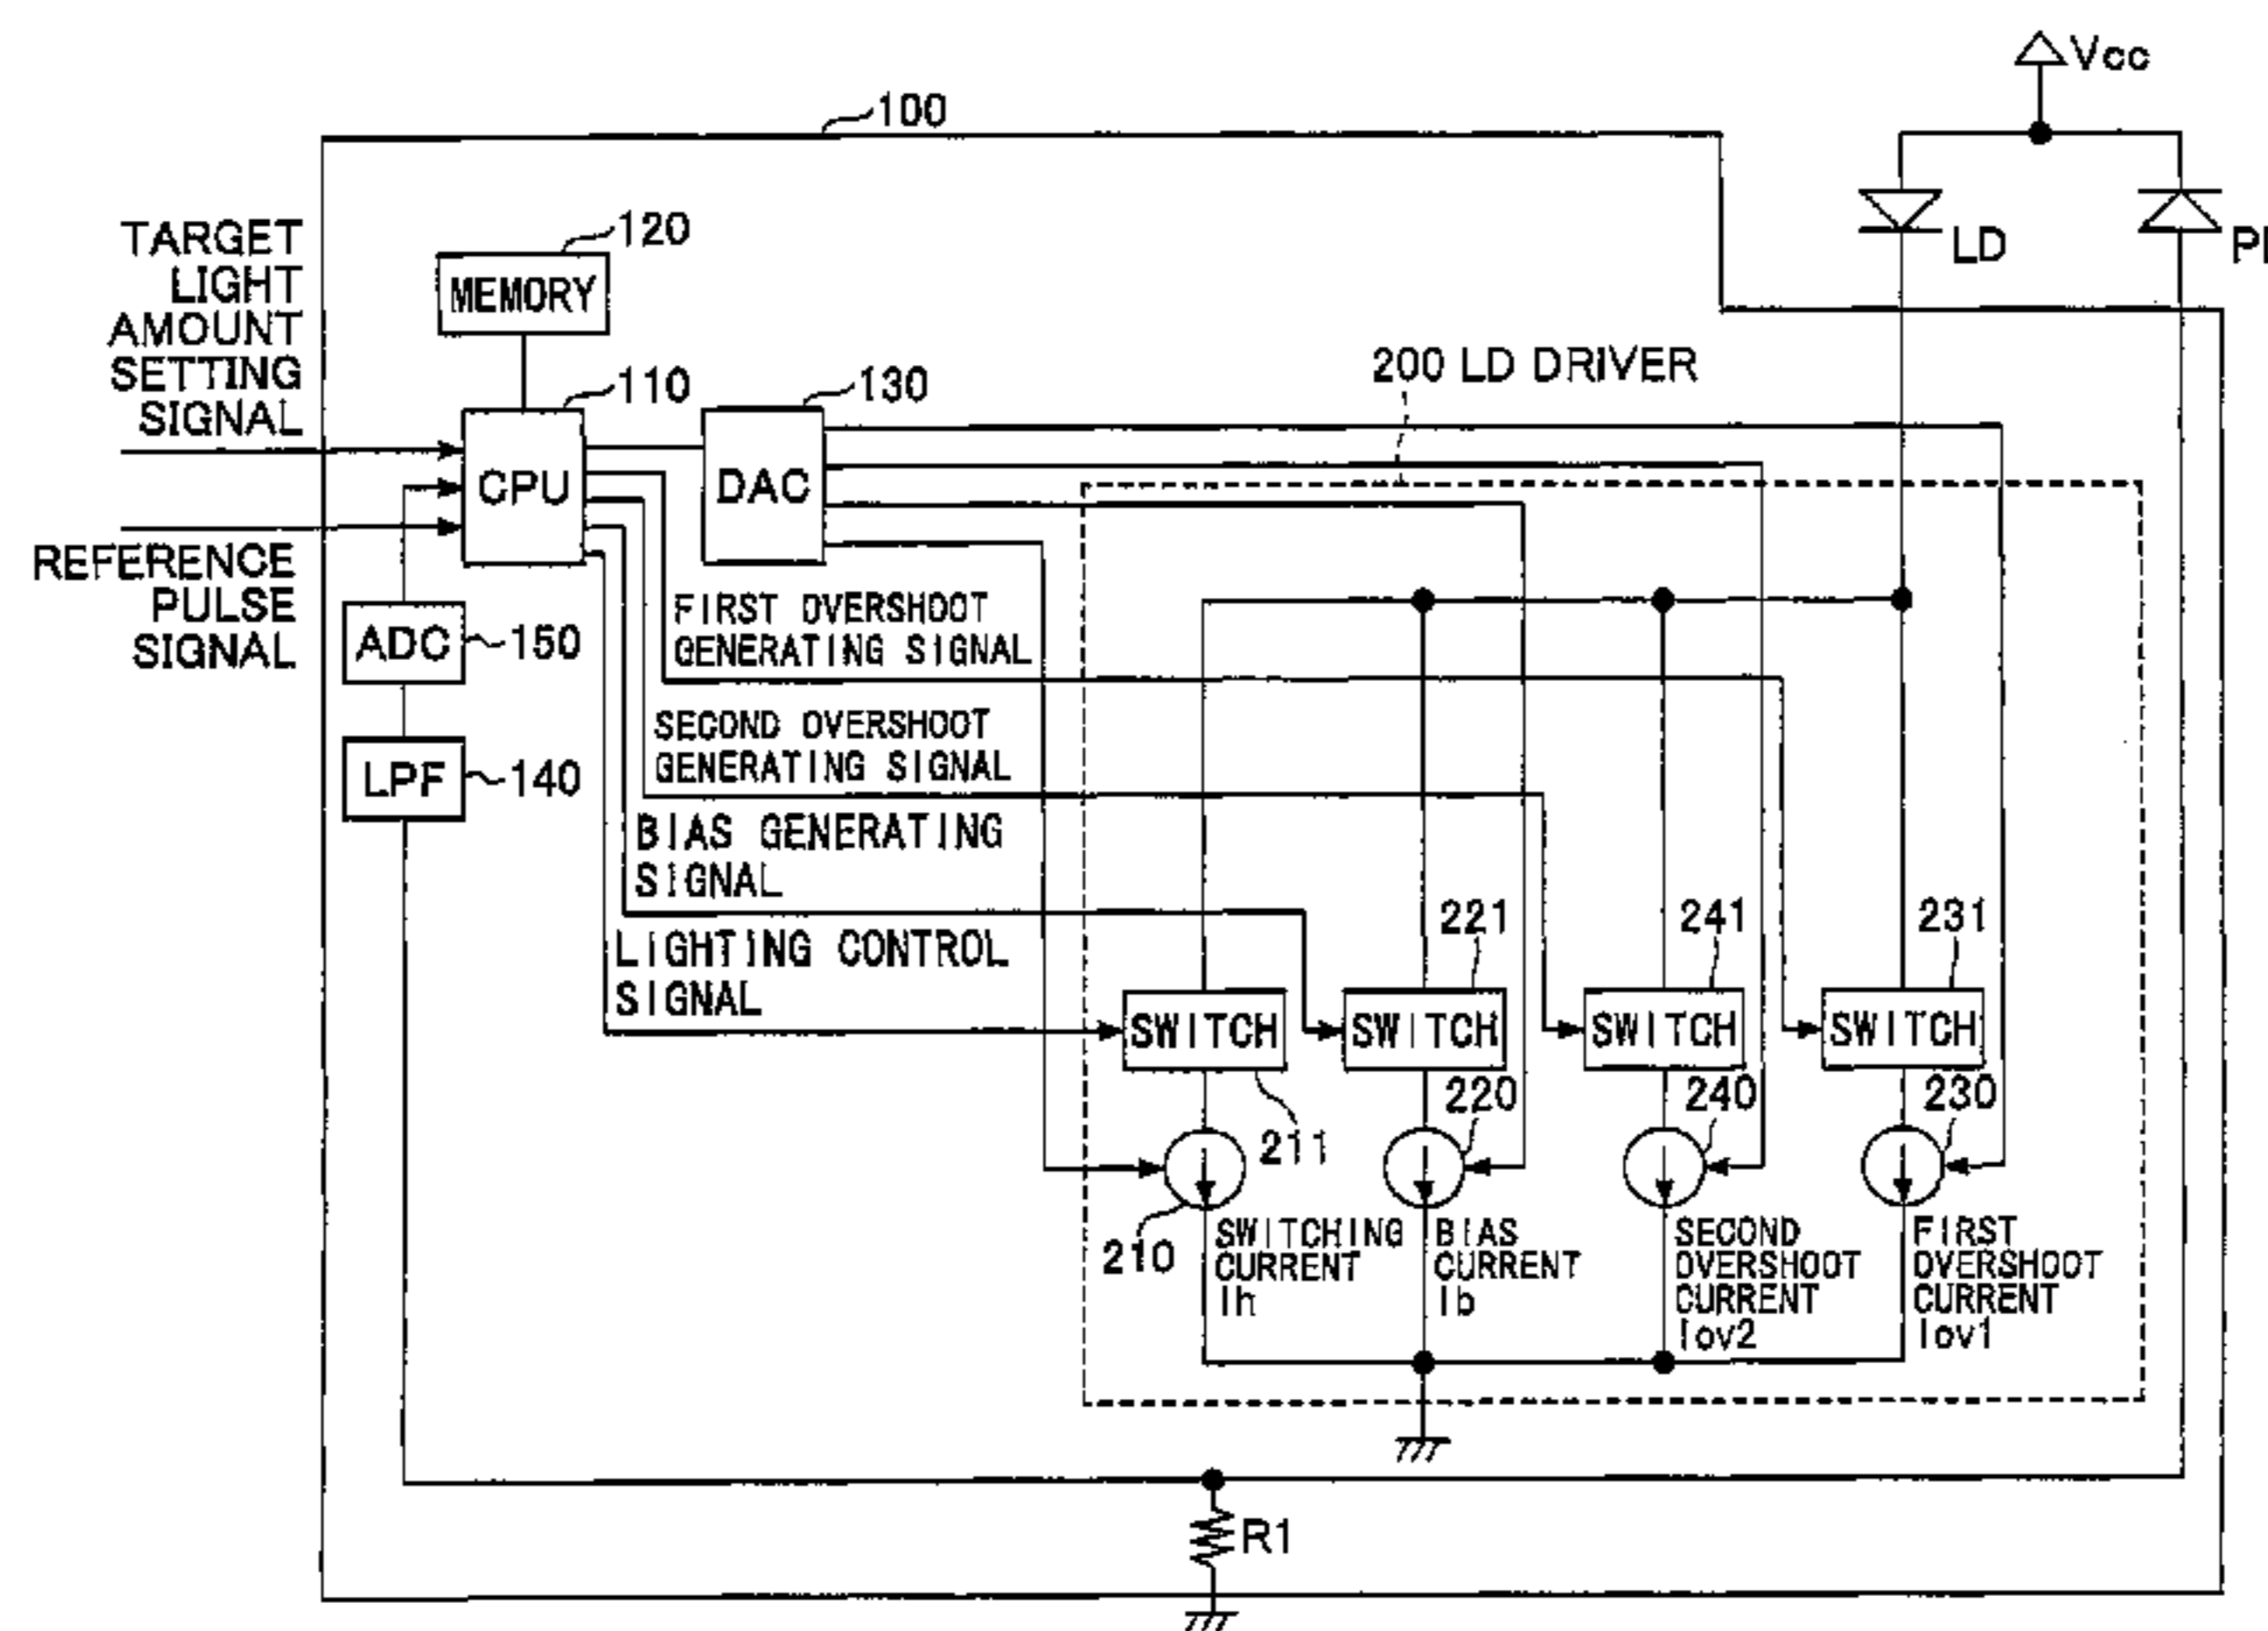 Vcc
100
TARGET
LIGHT
AMOUNT
SETTING
SIGNAL
120
MEMORY
LD
200 LD DRIVER
110
130
CPU
DAC
REFERENCE
PULSE
SIGNAL
ADC
150
FIRST OVERSHOOT
GENERATING SIGNAL
SECOND OVERSHOOT
GENERATING SIGNAL
LPF
140
BIAS GENERATING
SIGNAL
LIGHTING CONTROL
SIGNAL
221
241
231
SWITCH
SWITCH
SWITCH
SWITCH
211
220
240
230
210
SWITCHING
CURRENT
Ih
BIAS
CURRENT
Ib
SECOND
OVERSHOOT
CURRENT
Iov2
FIRST
OVERSHOOT
CURRENT
Iov1
R1